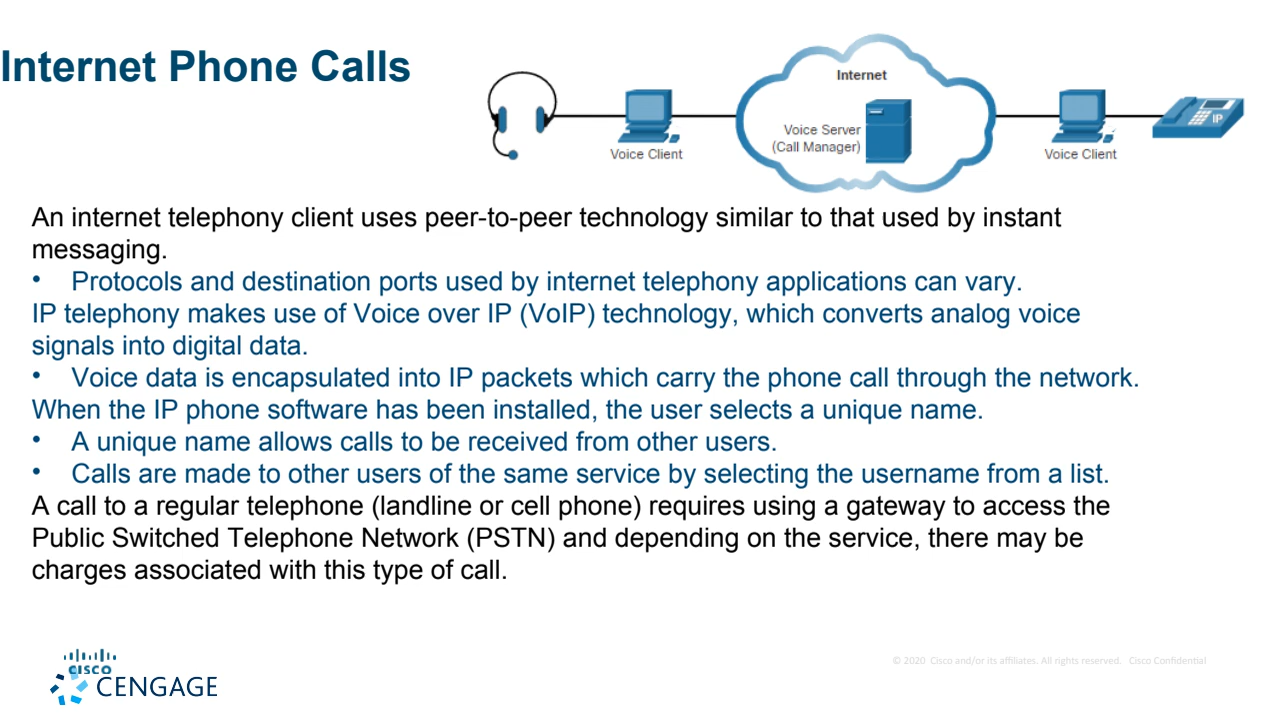 Internet Phone Calls
Internet
Voice Server
(Call Manager)
Voice Client
Voice Client
IP
An internet telephony client uses peer-to-peer technology similar to that used by instant
messaging.
• Protocols and destination ports used by internet telephony applications can vary.
IP telephony makes use of Voice over IP (VoIP) technology, which converts analog voice
signals into digital data.
• Voice data is encapsulated into IP packets which carry the phone call through the network.
When the IP phone software has been installed, the user selects a unique name.
• A unique name allows calls to be received from other users.
• Calls are made to other users of the same service by selecting the username from a list.
A call to a regular telephone (landline or cell phone) requires using a gateway to access the
Public Switched Telephone Network (PSTN) and depending on the service, there may be
charges associated with this type of call.
CISCO
CENGAGE
© 2020 Cisco and/or its affiliates. All rights reserved. Cisco Confidential